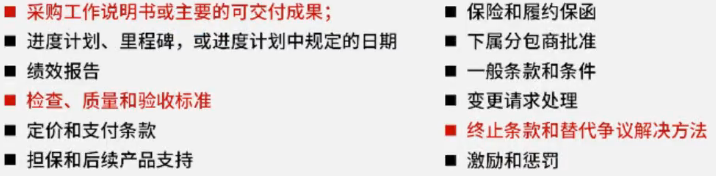 ■ 采购工作说明书或主要的可交付成果；
■ 进度计划、里程碑，或进度计划中规定的日期
■ 绩效报告
■ 检查、质量和验收标准
■ 定价和支付条款
■ 担保和后续产品支持
■ 保险和履约保函
■ 下属分包商批准
■ 一般条款和条件
■ 变更请求处理
■ 终止条款和替代争议解决方法
■ 激励和惩罚